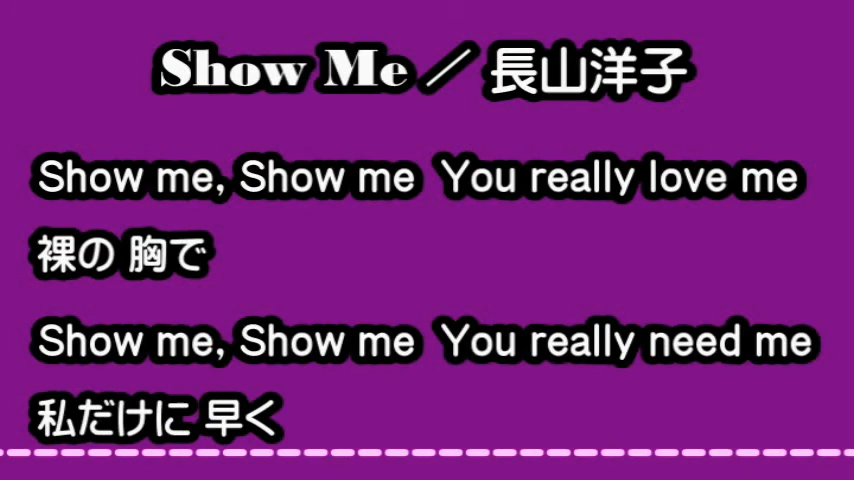 Show Me／長山洋子
Show me, Show me You really love me
裸の 胸で
Show me, Show me You really need me
私だけに 早く